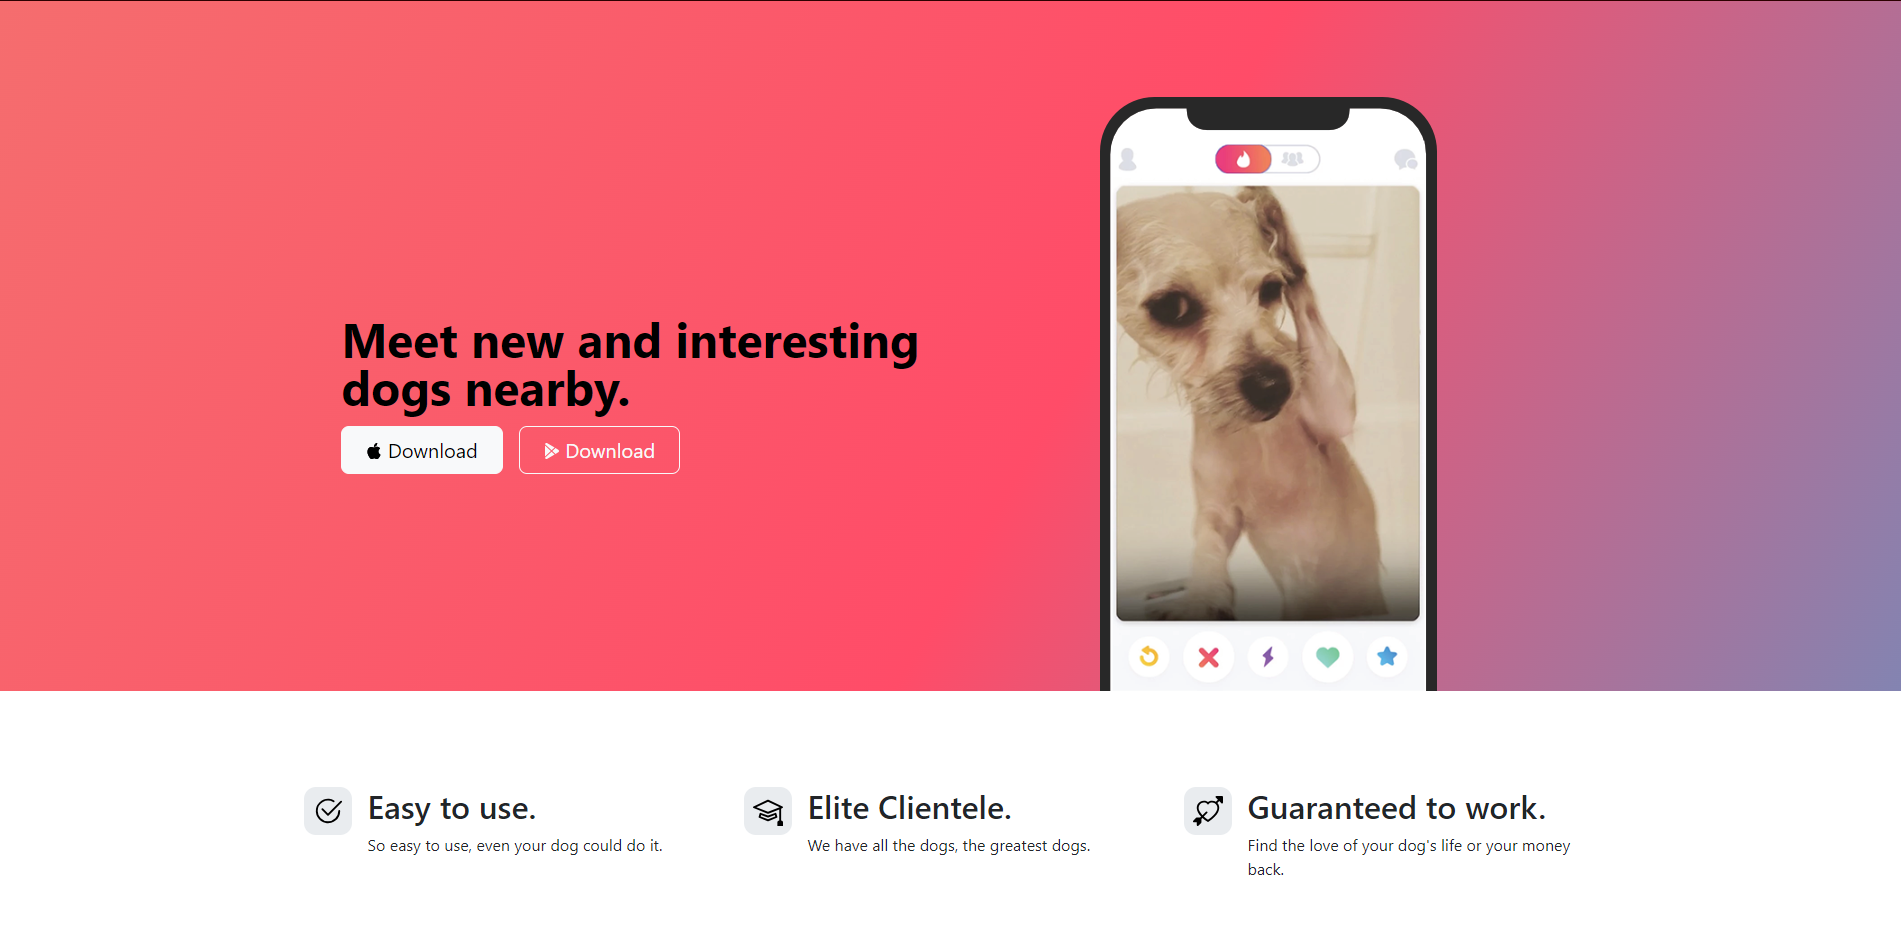 Meet new and interesting
dogs nearby.
Download
Download
Easy to use.
So easy to use, even your dog could do it.
Elite Clientele.
We have all the dogs, the greatest dogs.
Guaranteed to work.
Find the love of your dog's life or your money
back.